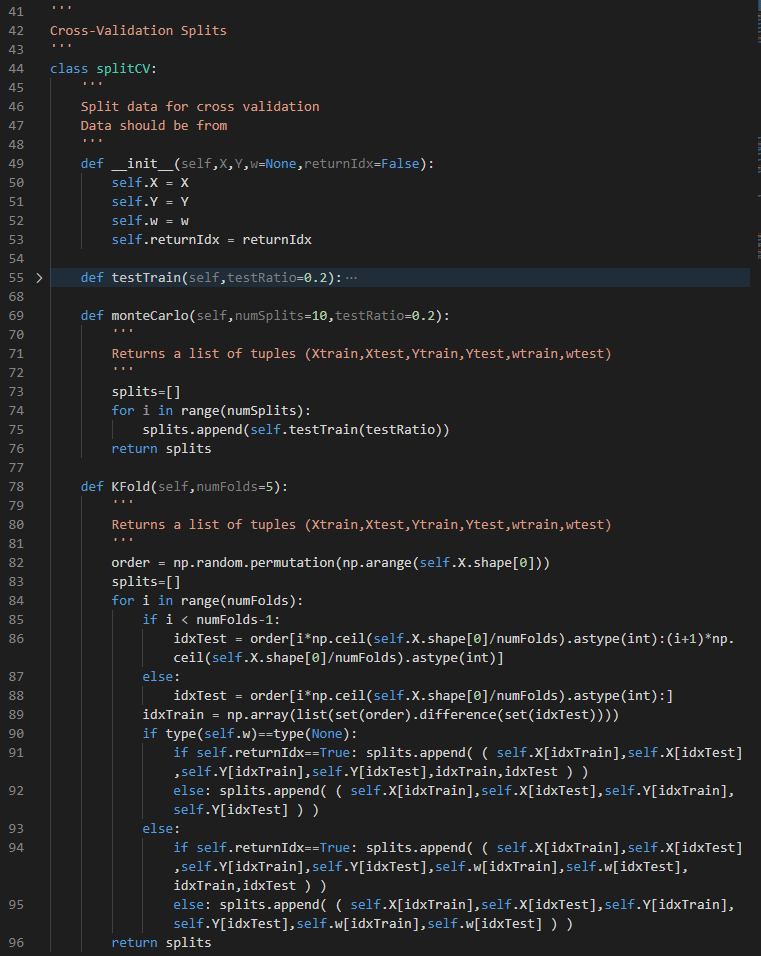 41 '''
42 Cross-Validation Splits
43 '''
44 class splitCV:
45 '''
46 Split data for cross validation
47 Data should be from
48 '''
49 def __init__(self,X,Y,w=None,returnIdx=False):
50 self.X = X
51 self.Y = Y
52 self.w = w
53 self.returnIdx = returnIdx
54
55 > def testTrain(self,testRatio=0.2): ···
68
69 def monteCarlo(self,numSplits=10,testRatio=0.2):
70 '''
71 Returns a list of tuples (Xtrain,Xtest,Ytrain,Ytest,wtrain,wtest)
72 '''
73 splits=[]
74 for i in range(numSplits):
75 splits.append(self.testTrain(testRatio))
76 return splits
77
78 def KFold(self,numFolds=5):
79 '''
80 Returns a list of tuples (Xtrain,Xtest,Ytrain,Ytest,wtrain,wtest)
81 '''
82 order = np.random.permutation(np.arange(self.X.shape[0]))
83 splits=[]
84 for i in range(numFolds):
85 if i < numFolds-1:
86 idxTest = order[i*np.ceil(self.X.shape[0]/numFolds).astype(int):(i+1)*np.
ceil(self.X.shape[0]/numFolds).astype(int)]
87 else:
88 idxTest = order[i*np.ceil(self.X.shape[0]/numFolds).astype(int):]
89 idxTrain = np.array(list(set(order).difference(set(idxTest))))
90 if type(self.w)==type(None):
91 if self.returnIdx==True: splits.append( ( self.X[idxTrain],self.X[idxTest]
,self.Y[idxTrain],self.Y[idxTest],idxTrain,idxTest ) )
92 else: splits.append( ( self.X[idxTrain],self.X[idxTest],self.Y[idxTrain],
self.Y[idxTest] ) )
93 else:
94 if self.returnIdx==True: splits.append( ( self.X[idxTrain],self.X[idxTest]
,self.Y[idxTrain],self.Y[idxTest],self.w[idxTrain],self.w[idxTest],
idxTrain,idxTest ) )
95 else: splits.append( ( self.X[idxTrain],self.X[idxTest],self.Y[idxTrain],
self.Y[idxTest],self.w[idxTrain],self.w[idxTest] ) )
96 return splits